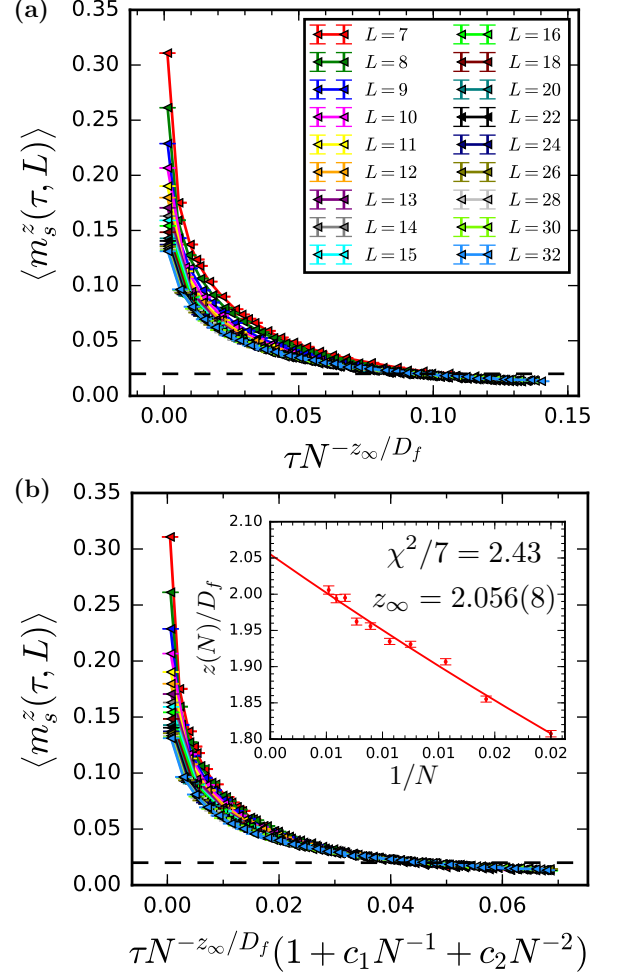 (a)
0.35
0.30
0.25
0.20
0.15
0.10
0.05
0.00
⟨m_s^z(τ, L)⟩
L = 7
L = 8
L = 9
L = 10
L = 11
L = 12
L = 13
L = 14
L = 15
L = 16
L = 18
L = 20
L = 22
L = 24
L = 26
L = 28
L = 30
L = 32
0.00 0.05 0.10 0.15
τN^{-z_∞/D_f}
(b)
0.35
0.30
0.25
0.20
0.15
0.10
0.05
0.00
⟨m_s^z(τ, L)⟩
2.10
2.05
2.00
1.95
1.90
1.85
1.80
z(N)/D_f
χ²/7 = 2.43
z_∞ = 2.056(8)
0.00 0.01 0.01 0.01 0.02 0.02
1/N
0.00 0.02 0.04 0.06
τN^{-z_∞/D_f}(1 + c_1N^{-1} + c_2N^{-2})